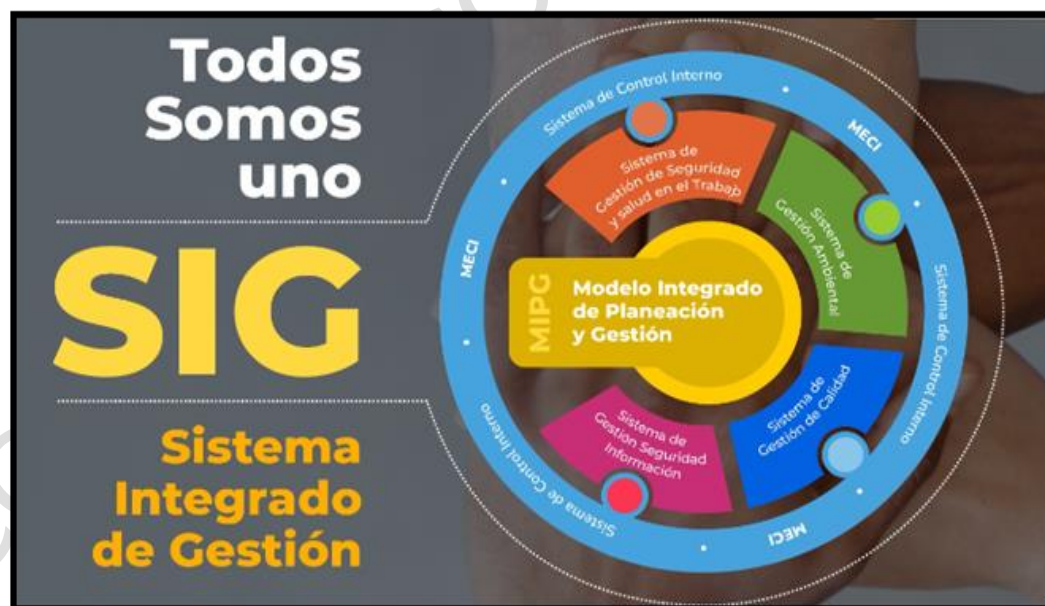 Todos
Somos
uno
SIG
Sistema
Integrado
de Gestión
Sistema de Control Interno
MECI
Sistema de Control Interno
MECI
Sistema de Control Interno
MECI
Sistema de
Gestión de Seguridad
y salud en el Trabajo
Sistema de
Gestión Ambiental
Sistema de
Gestión de Calidad
Sistema de
Gestión Seguridad
Información
MIPG
Modelo Integrado
de Planeación
y Gestión